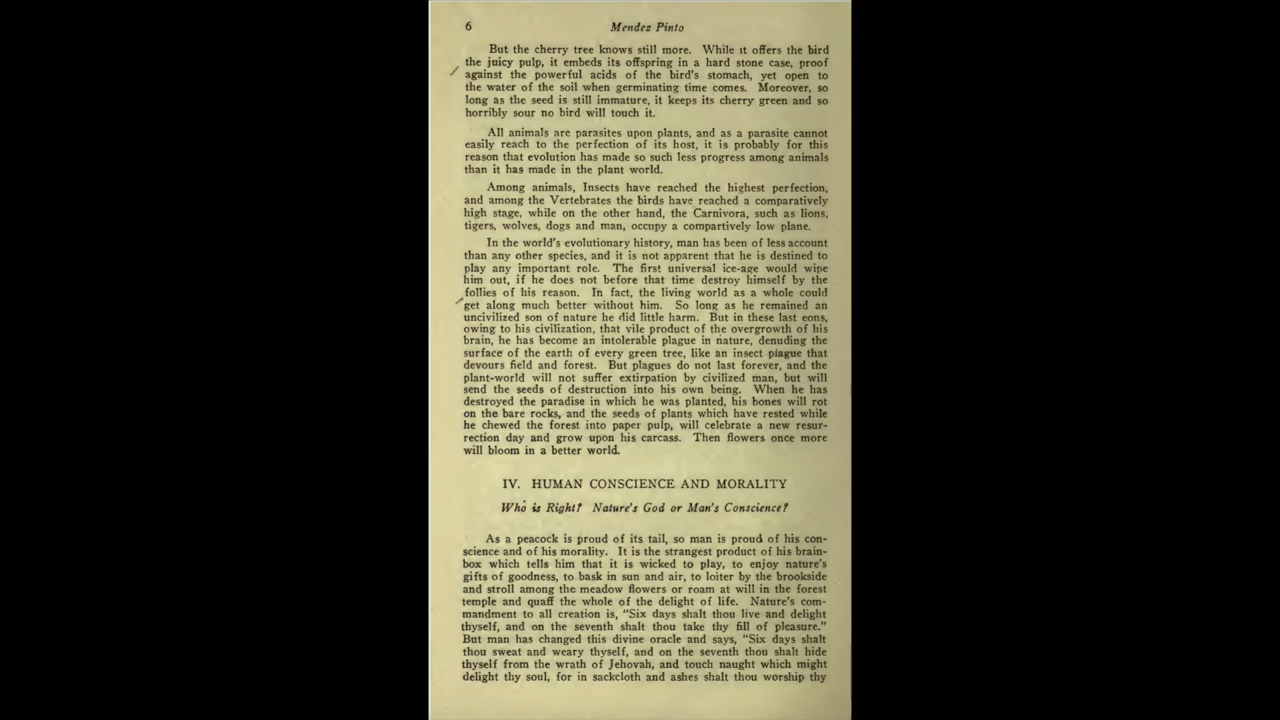 6 Mendez Pinto
But the cherry tree knows still more. While it offers the bird
the juicy pulp, it embeds its offspring in a hard stone case, proof
against the powerful acids of the bird's stomach, yet open to
the water of the soil when germinating time comes. Moreover, so
long as the seed is still immature, it keeps its cherry green and so
horribly sour no bird will touch it.
All animals are parasites upon plants, and as a parasite cannot
easily reach to the perfection of its host, it is probably for this
reason that evolution has made so such less progress among animals
than it has made in the plant world.
Among animals, Insects have reached the highest perfection,
and among the Vertebrates the birds have reached a comparatively
high stage, while on the other hand, the Carnivora, such as lions,
tigers, wolves, dogs and man, occupy a compartively low plane.
In the world's evolutionary history, man has been of less account
than any other species, and it is not apparent that he is destined to
play any important role. The first universal ice-age would wipe
him out, if he does not before that time destroy himself by the
follies of his reason. In fact, the living world as a whole could
get along much better without him. So long as he remained an
uncivilized son of nature he did little harm. But in these last eons,
owing to his civilization, that vile product of the overgrowth of his
brain, he has become an intolerable plague in nature, denuding the
surface of the earth of every green tree, like an insect plague that
devours field and forest. But plagues do not last forever, and the
plant-world will not suffer extirpation by civilized man, but will
send the seeds of destruction into his own being. When he has
destroyed the paradise in which he was planted, his bones will rot
on the bare rocks, and the seeds of plants which have rested while
he chewed the forest into paper pulp, will celebrate a new resur-
rection day and grow upon his carcass. Then flowers once more
will bloom in a better world.
IV. HUMAN CONSCIENCE AND MORALITY
Who is Right? Nature's God or Man's Conscience?
As a peacock is proud of its tail, so man is proud of his con-
science and of his morality. It is the strangest product of his brain-
box which tells him that it is wicked to play, to enjoy nature's
gifts of goodness, to bask in sun and air, to loiter by the brookside
and stroll among the meadow flowers or roam at will in the forest
temple and quaff the whole of the delight of life. Nature's com-
mandment to all creation is, "Six days shalt thou live and delight
thyself, and on the seventh shalt thou take thy fill of pleasure."
But man has changed this divine oracle and says, "Six days shalt
thou sweat and weary thyself, and on the seventh thou shalt hide
thyself from the wrath of Jehovah, and touch naught which might
delight thy soul, for in sackcloth and ashes shalt thou worship thy